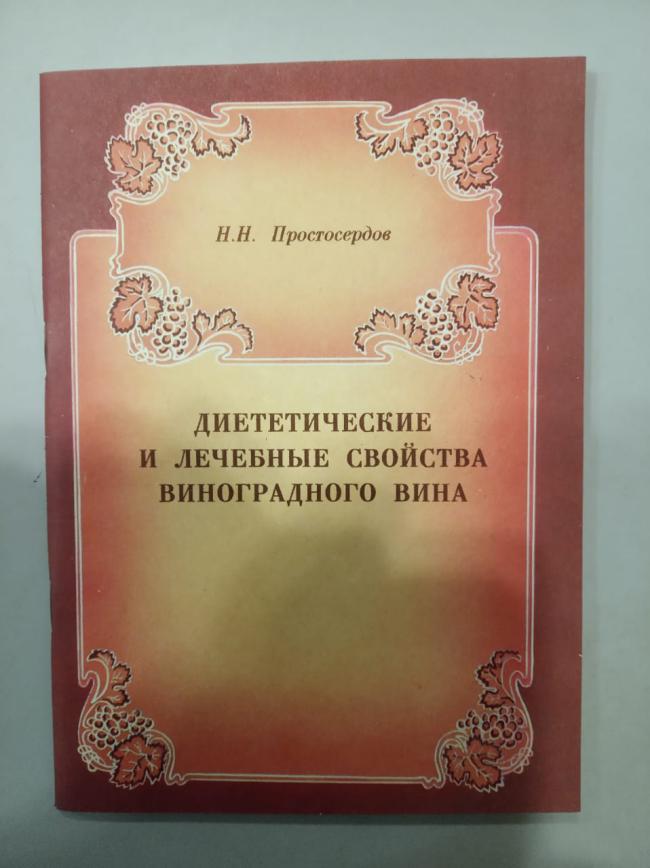 Н.Н. Простосердов
ДИЕТЕТИЧЕСКИЕ
И ЛЕЧЕБНЫЕ СВОЙСТВА
ВИНОГРАДНОГО ВИНА